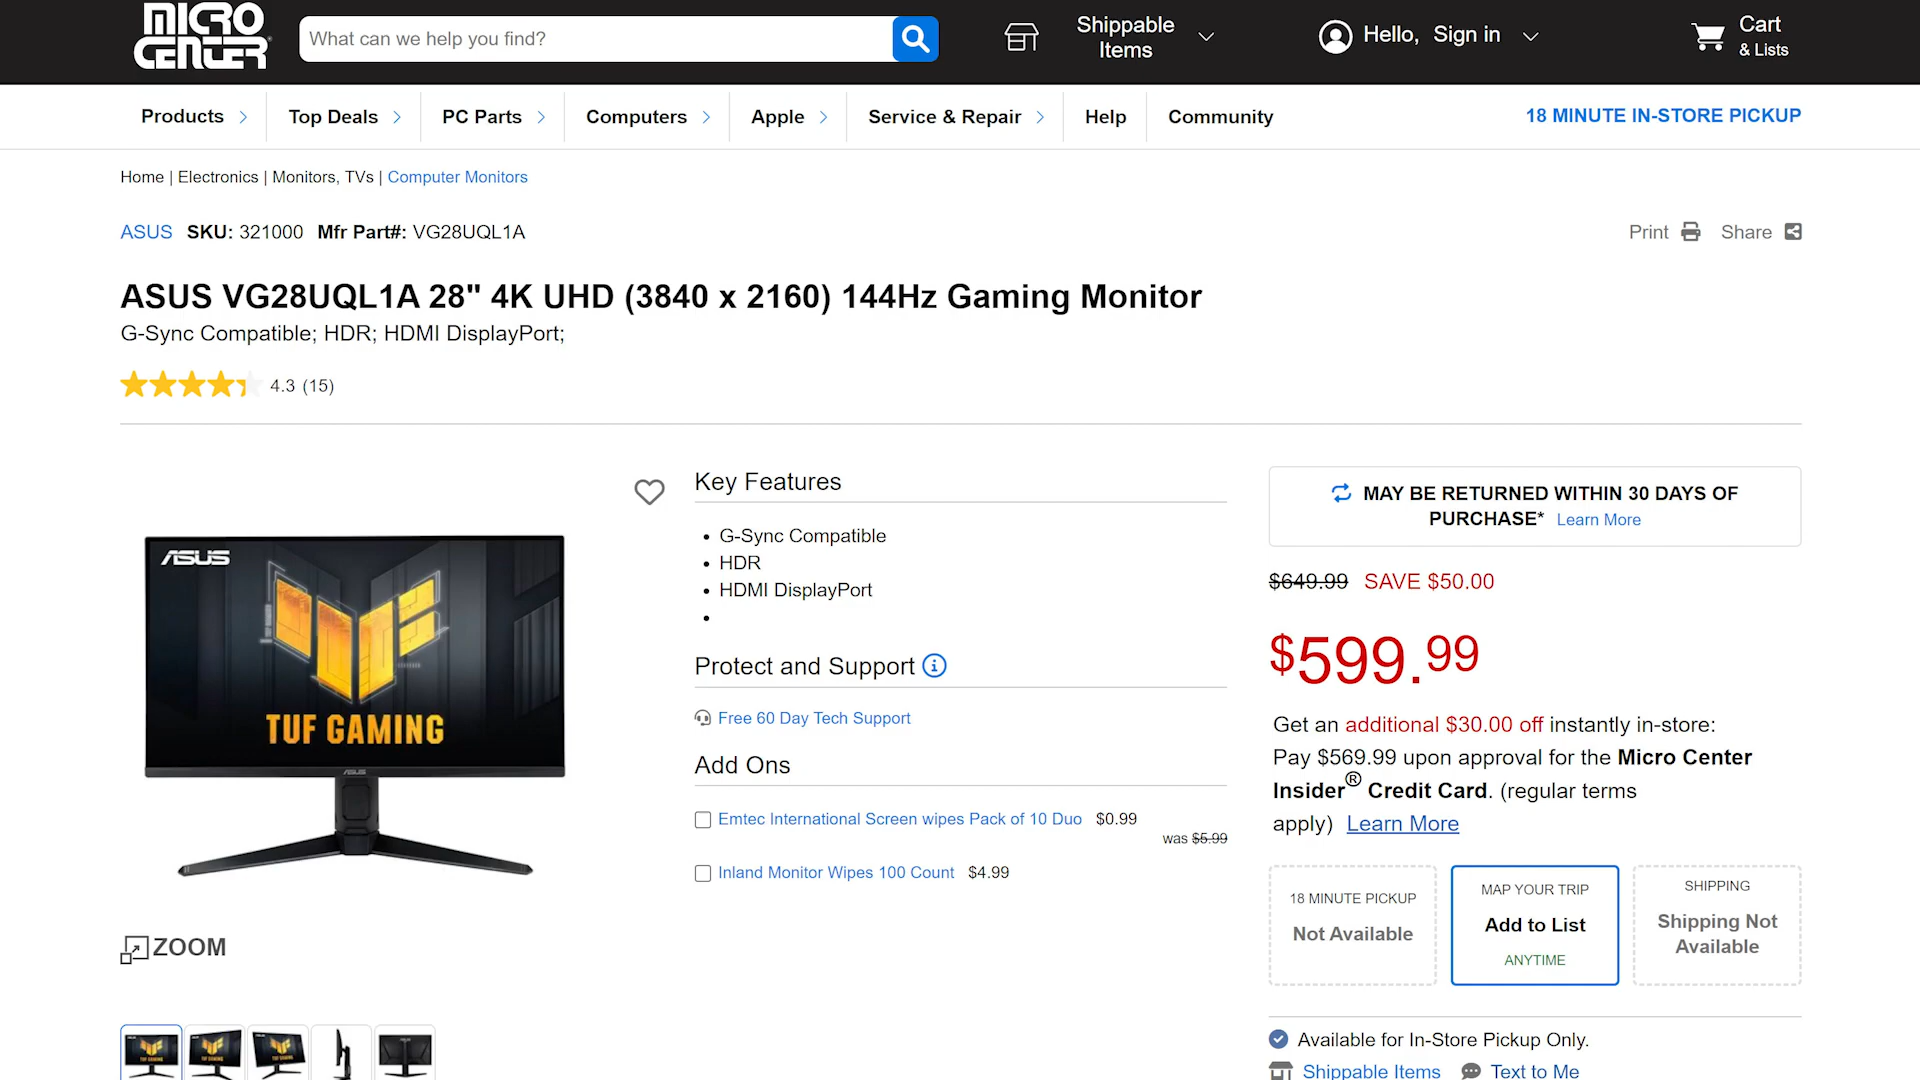 MICRO CENTER
What can we help you find?
Shippable Items
Hello, Sign in
Cart & Lists
Products
Top Deals
PC Parts
Computers
Apple
Service & Repair
Help
Community
18 MINUTE IN-STORE PICKUP
Home | Electronics | Monitors, TVs | Computer Monitors
ASUS SKU: 321000 Mfr Part#: VG28UQL1A
Print Share
ASUS VG28UQL1A 28" 4K UHD (3840 x 2160) 144Hz Gaming Monitor
G-Sync Compatible; HDR; HDMI DisplayPort;
4.3 (15)
ASUS
TUF GAMING
ASUS
ZOOM
Key Features
G-Sync Compatible
HDR
HDMI DisplayPort
Protect and Support
Free 60 Day Tech Support
Add Ons
Emtec International Screen wipes Pack of 10 Duo $0.99
was $5.99
Inland Monitor Wipes 100 Count $4.99
MAY BE RETURNED WITHIN 30 DAYS OF
PURCHASE* Learn More
$649.99 SAVE $50.00
$599.99
Get an additional $30.00 off instantly in-store:
Pay $569.99 upon approval for the Micro Center
Insider® Credit Card. (regular terms
apply) Learn More
18 MINUTE PICKUP
Not Available
MAP YOUR TRIP
Add to List
ANYTIME
SHIPPING
Shipping Not
Available
Available for In-Store Pickup Only.
Shippable Items Text to Me